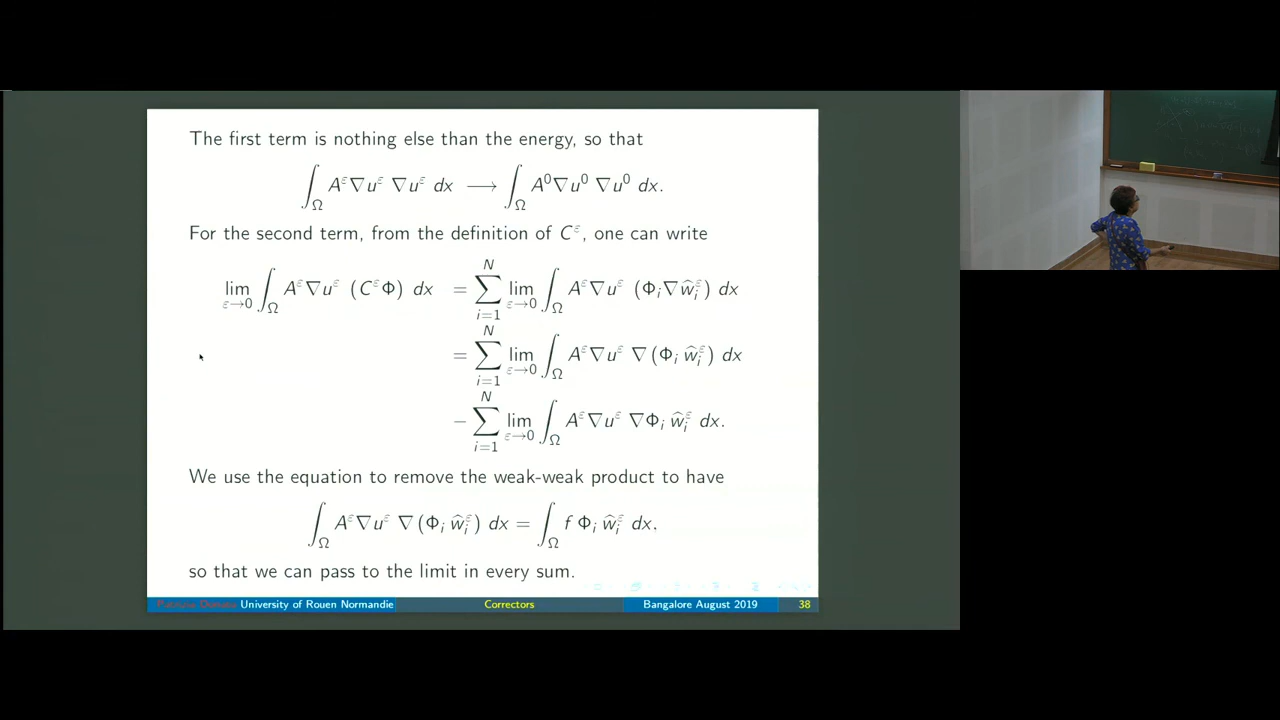 The first term is nothing else than the energy, so that
∫_Ω A^ε ∇u^ε ∇u^ε dx ⟶ ∫_Ω A^0 ∇u^0 ∇u^0 dx.
For the second term, from the definition of C^ε, one can write
lim_{ε→0} ∫_Ω A^ε ∇u^ε (C^ε Φ) dx = ∑_{i=1}^N lim_{ε→0} ∫_Ω A^ε ∇u^ε (Φ_i ∇ŵ_i^ε) dx
= ∑_{i=1}^N lim_{ε→0} ∫_Ω A^ε ∇u^ε ∇(Φ_i ŵ_i^ε) dx
− ∑_{i=1}^N lim_{ε→0} ∫_Ω A^ε ∇u^ε ∇Φ_i ŵ_i^ε dx.
We use the equation to remove the weak-weak product to have
∫_Ω A^ε ∇u^ε ∇(Φ_i ŵ_i^ε) dx = ∫_Ω f Φ_i ŵ_i^ε dx.
so that we can pass to the limit in every sum.
University of Rouen Normandie Correctors Bangalore August 2019 38